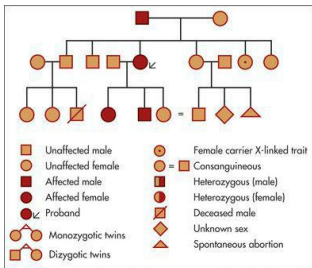 Unaffected male
Unaffected female
Affected male
Affected female
Proband
Monozygotic twins
Dizygotic twins
Female carrier X-linked trait
= Consanguineous
Heterozygous (male)
Heterozygous (female)
Deceased male
Unknown sex
Spontaneous abortion